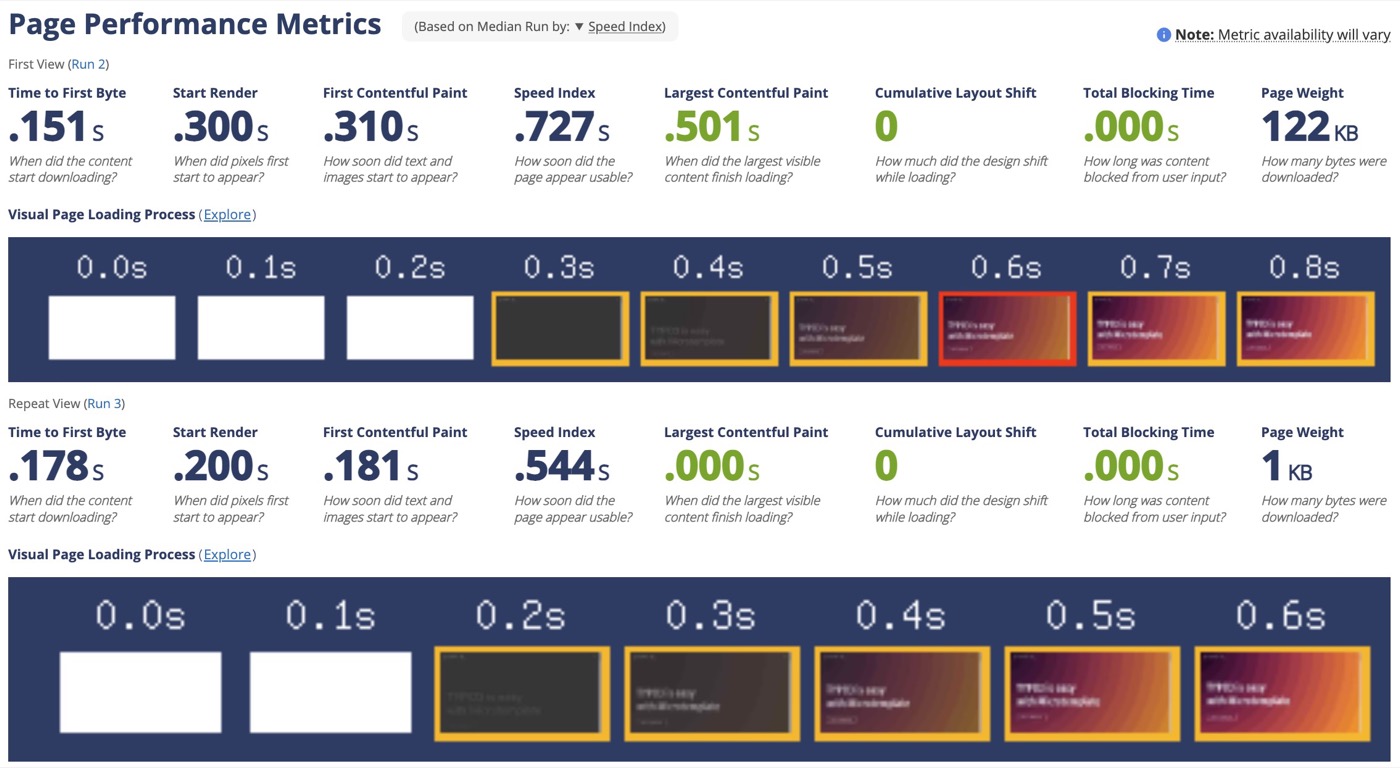 Page Performance Metrics (Based on Median Run by: ▼ Speed Index)
Note: Metric availability will vary
First View (Run 2)
Time to First Byte Start Render First Contentful Paint Speed Index Largest Contentful Paint Cumulative Layout Shift Total Blocking Time Page Weight
.151 S .300 S .310 S .727 S .501 S 0 .000 S 122 KB
When did the content When did pixels first How soon did text and How soon did the When did the largest visible How much did the design shift How long was content How many bytes were
start downloading? start to appear? images start to appear? page appear usable? content finish loading? while loading? blocked from user input? downloaded?
Visual Page Loading Process (Explore)
0.0s 0.1s 0.2s 0.3s 0.4s 0.5s 0.6s 0.7s 0.8s
TYPO3 is easy
with Microtemplate
Repeat View (Run 3)
Time to First Byte Start Render First Contentful Paint Speed Index Largest Contentful Paint Cumulative Layout Shift Total Blocking Time Page Weight
.178 S .200 S .181 S .544 S .000 S 0 .000 S 1 KB
When did the content When did pixels first How soon did text and How soon did the When did the largest visible How much did the design shift How long was content How many bytes were
start downloading? start to appear? images start to appear? page appear usable? content finish loading? while loading? blocked from user input? downloaded?
Visual Page Loading Process (Explore)
0.0s 0.1s 0.2s 0.3s 0.4s 0.5s 0.6s